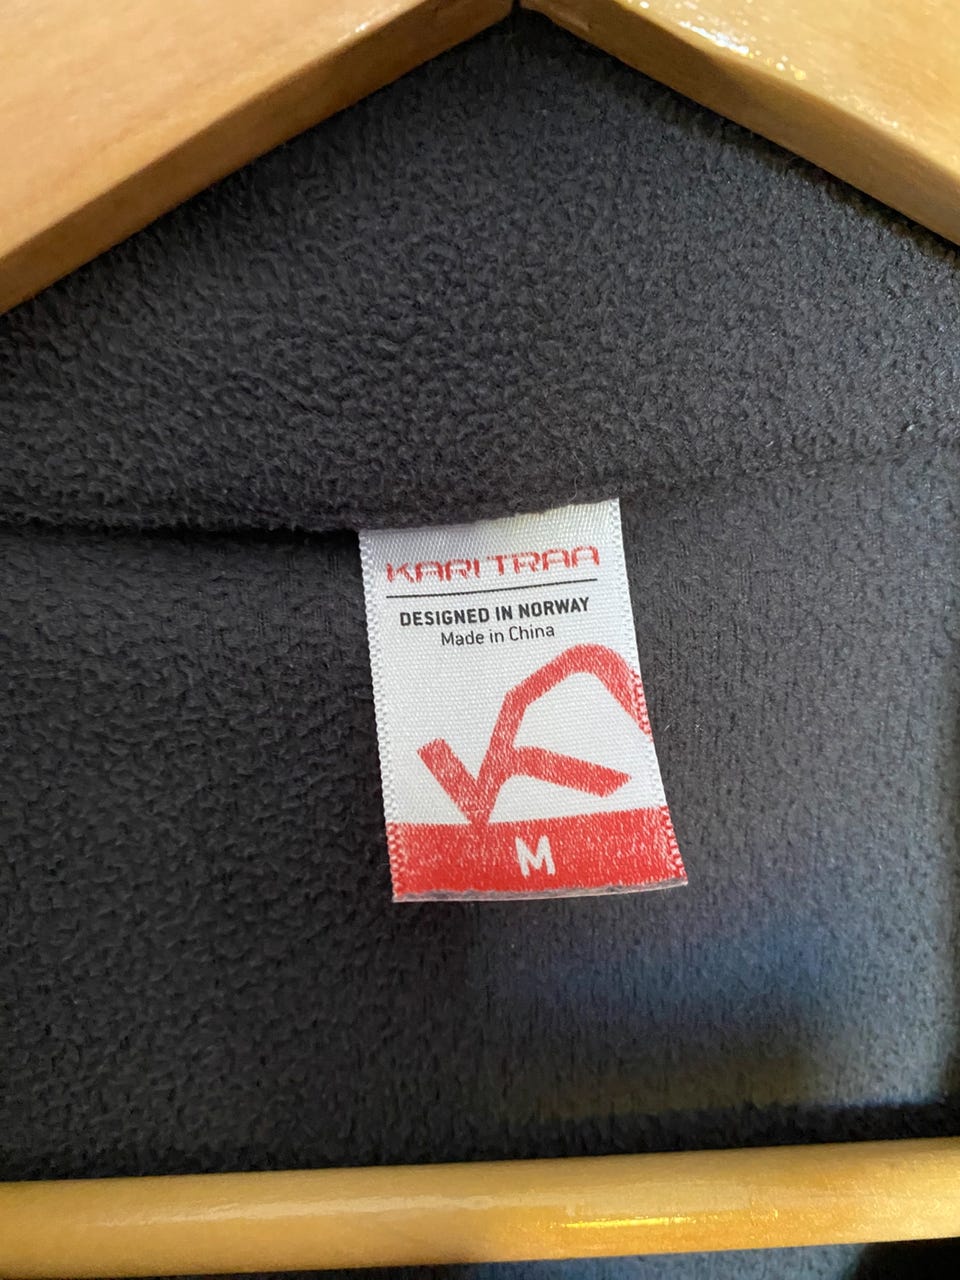 KARI TRAA
DESIGNED IN NORWAY
Made in China
M